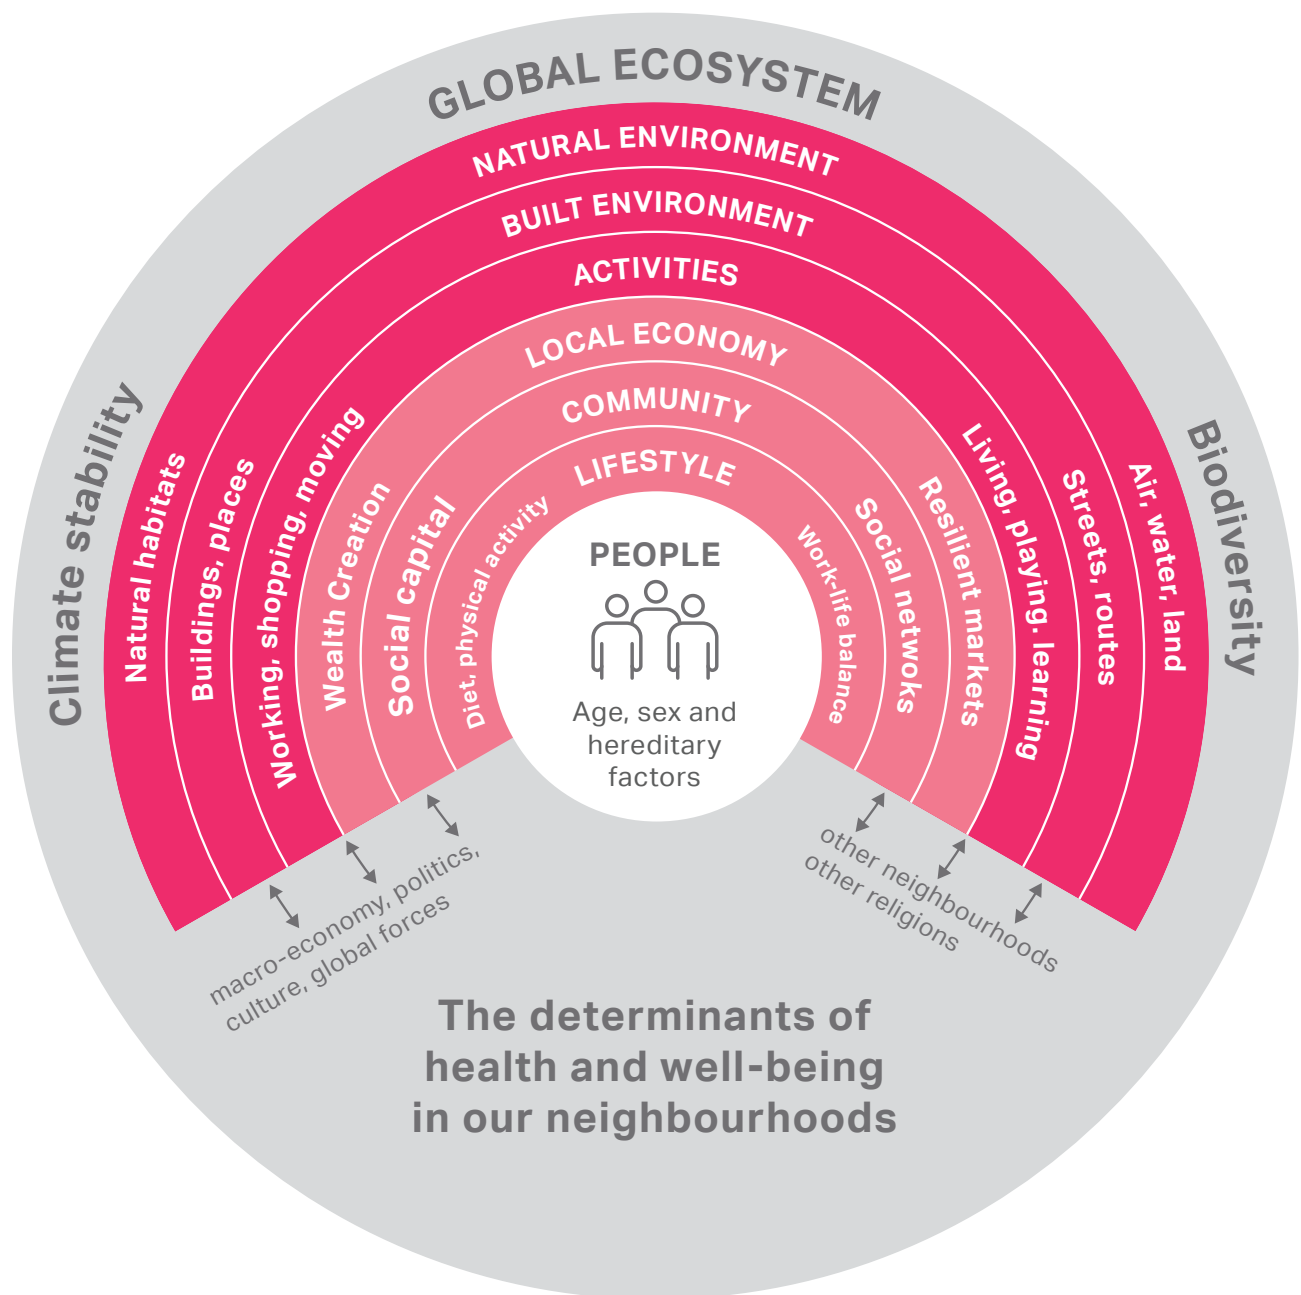 GLOBAL ECOSYSTEM
Climate stability
Biodiversity
NATURAL ENVIRONMENT
Natural habitats
Air, water, land
BUILT ENVIRONMENT
Buildings, places
Streets, routes
ACTIVITIES
Working, shopping, moving
Living, playing. learning
LOCAL ECONOMY
Wealth Creation
Resilient markets
COMMUNITY
Social capital
Social networks
LIFESTYLE
Diet, physical activity
Work-life balance
PEOPLE
Age, sex and
hereditary
factors
macro-economy, politics,
culture, global forces
other neighbourhoods
other religions
The determinants of
health and well-being
in our neighbourhoods